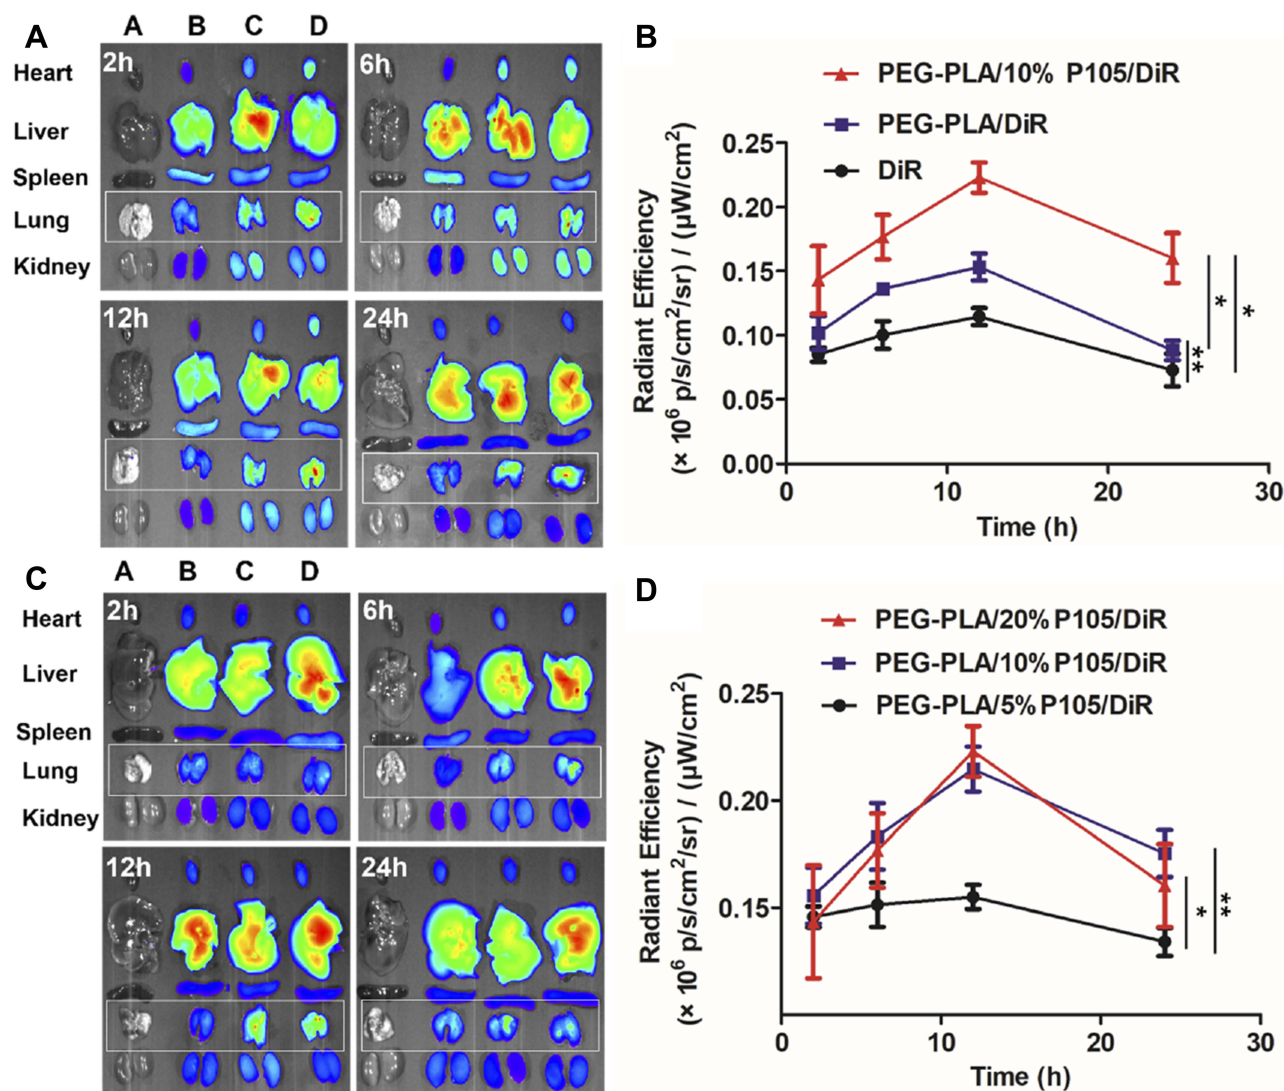 A
A B C D
2h
6h
Heart
Liver
Spleen
Lung
Kidney
12h
24h
B
PEG-PLA/10% P105/DiR
PEG-PLA/DiR
DiR
Radiant Efficiency
(× 10⁶ p/s/cm²/sr) / (μW/cm²)
0.25
0.20
0.15
0.10
0.05
0.00
0 10 20 30
Time (h)
*
*
**
C
A B C D
2h
6h
Heart
Liver
Spleen
Lung
Kidney
12h
24h
D
PEG-PLA/20% P105/DiR
PEG-PLA/10% P105/DiR
PEG-PLA/5% P105/DiR
Radiant Efficiency
(× 10⁶ p/s/cm²/sr) / (μW/cm²)
0.25
0.20
0.15
0 10 20 30
Time (h)
*
**